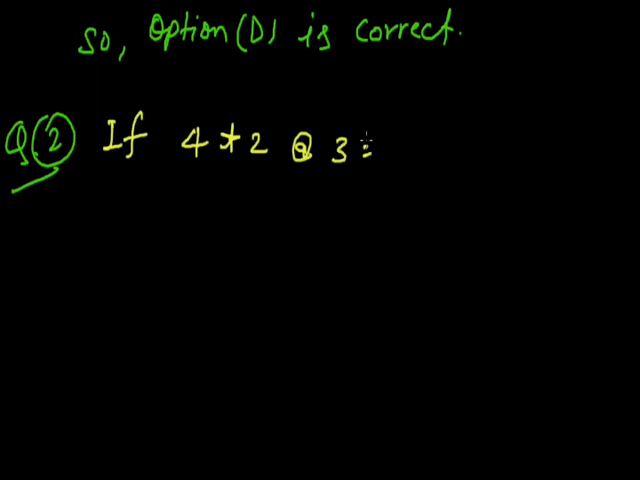 so, option (D) is correct.
Q. 2 If 4 * 2 @ 3 =